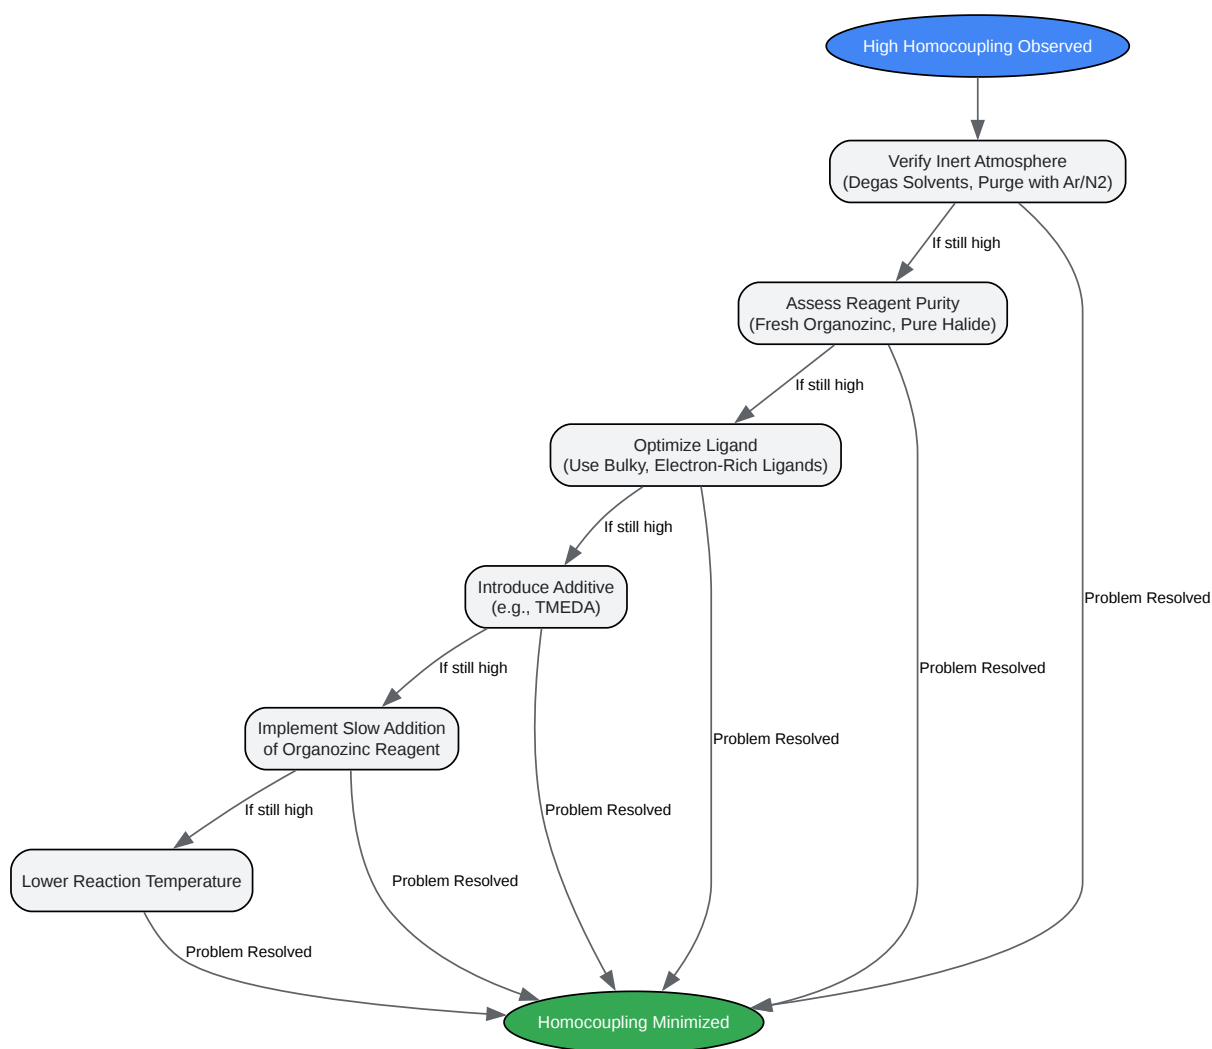 High Homocoupling Observed
Verify Inert Atmosphere
(Degas Solvents, Purge with Ar/N2)
If still high
Assess Reagent Purity
(Fresh Organozinc, Pure Halide)
If still high
Optimize Ligand
(Use Bulky, Electron-Rich Ligands)
If still high
Introduce Additive
(e.g., TMEDA)
Problem Resolved
If still high
Problem Resolved
Implement Slow Addition
of Organozinc Reagent
Problem Resolved
If still high
Problem Resolved
Lower Reaction Temperature
Problem Resolved
Problem Resolved
Homocoupling Minimized